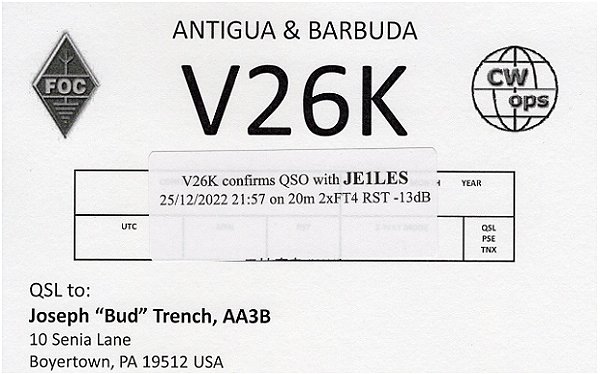 ANTIGUA & BARBUDA
FOC
V26K
CW
ops
V26K confirms QSO with JE1LES
25/12/2022 21:57 on 20m 2xFT4 RST -13dB
YEAR
UTC
QSL
PSE
TNX
QSL to:
Joseph “Bud” Trench, AA3B
10 Senia Lane
Boyertown, PA 19512 USA